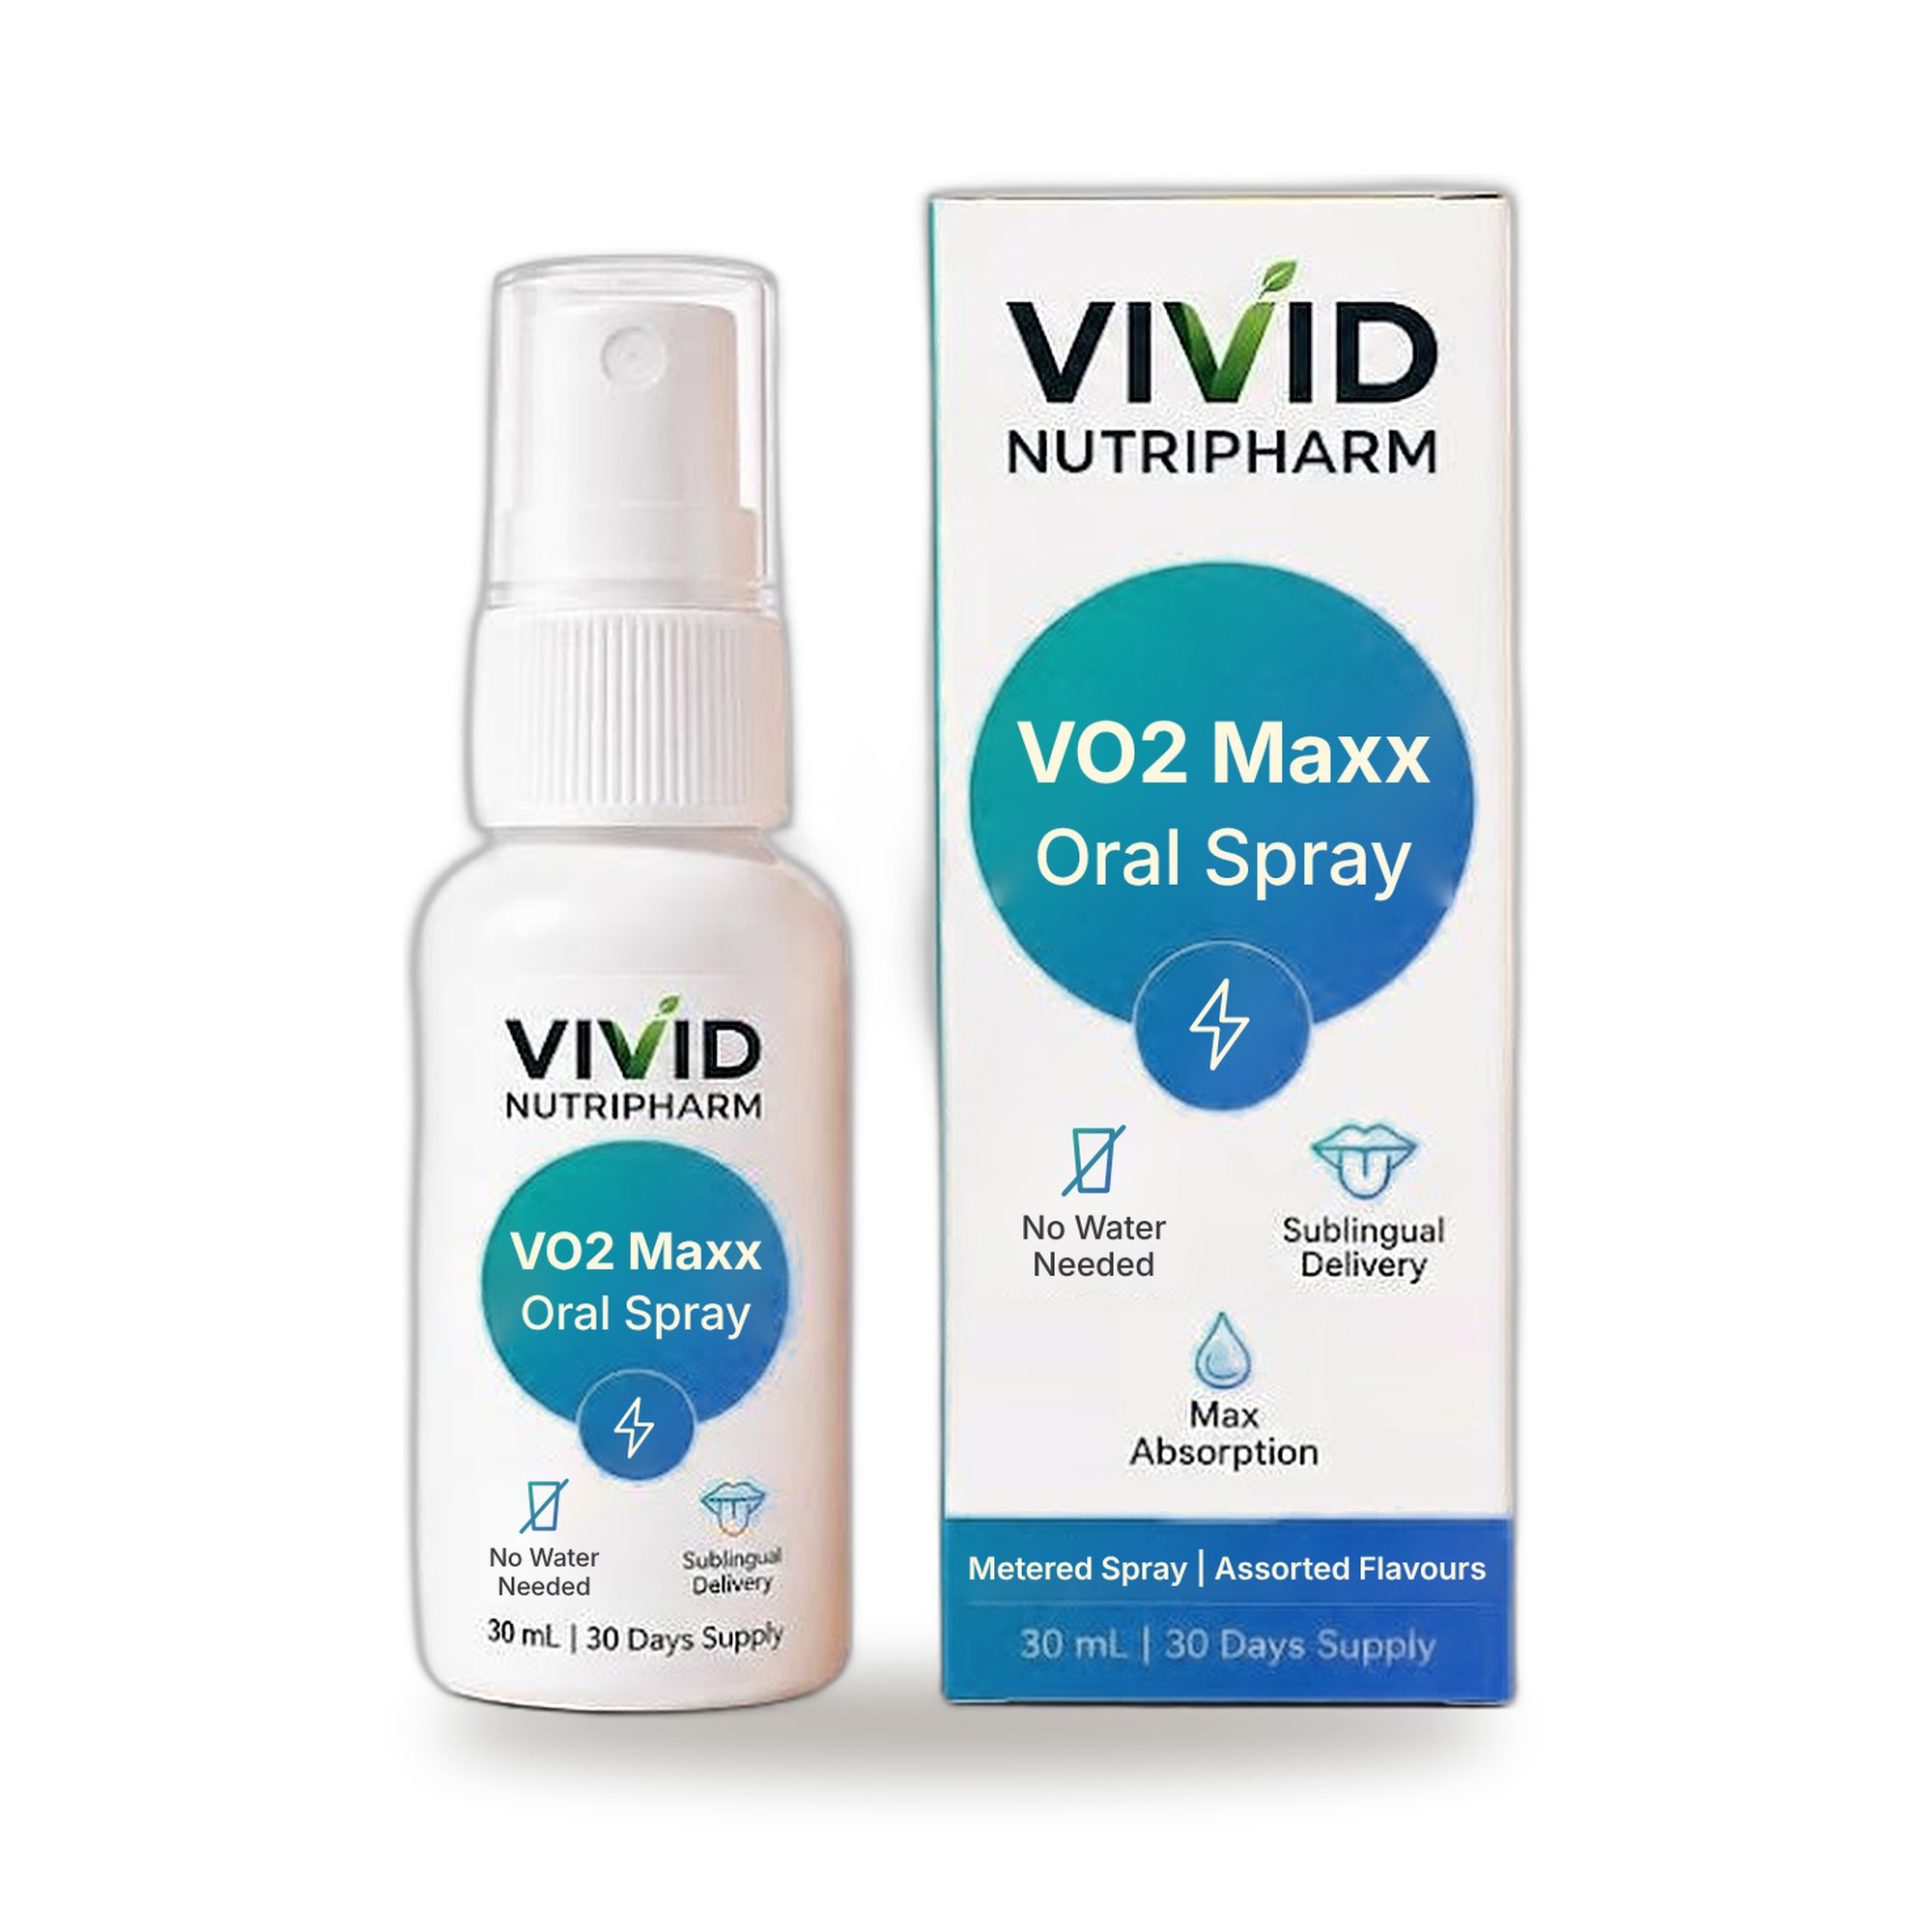 VIVID
NUTRIPHARM
VO2 Maxx
Oral Spray
No Water
Needed
Sublingual
Delivery
30 mL | 30 Days Supply
VIVID
NUTRIPHARM
VO2 Maxx
Oral Spray
No Water
Needed
Sublingual
Delivery
Max
Absorption
Metered Spray | Assorted Flavours
30 mL | 30 Days Supply